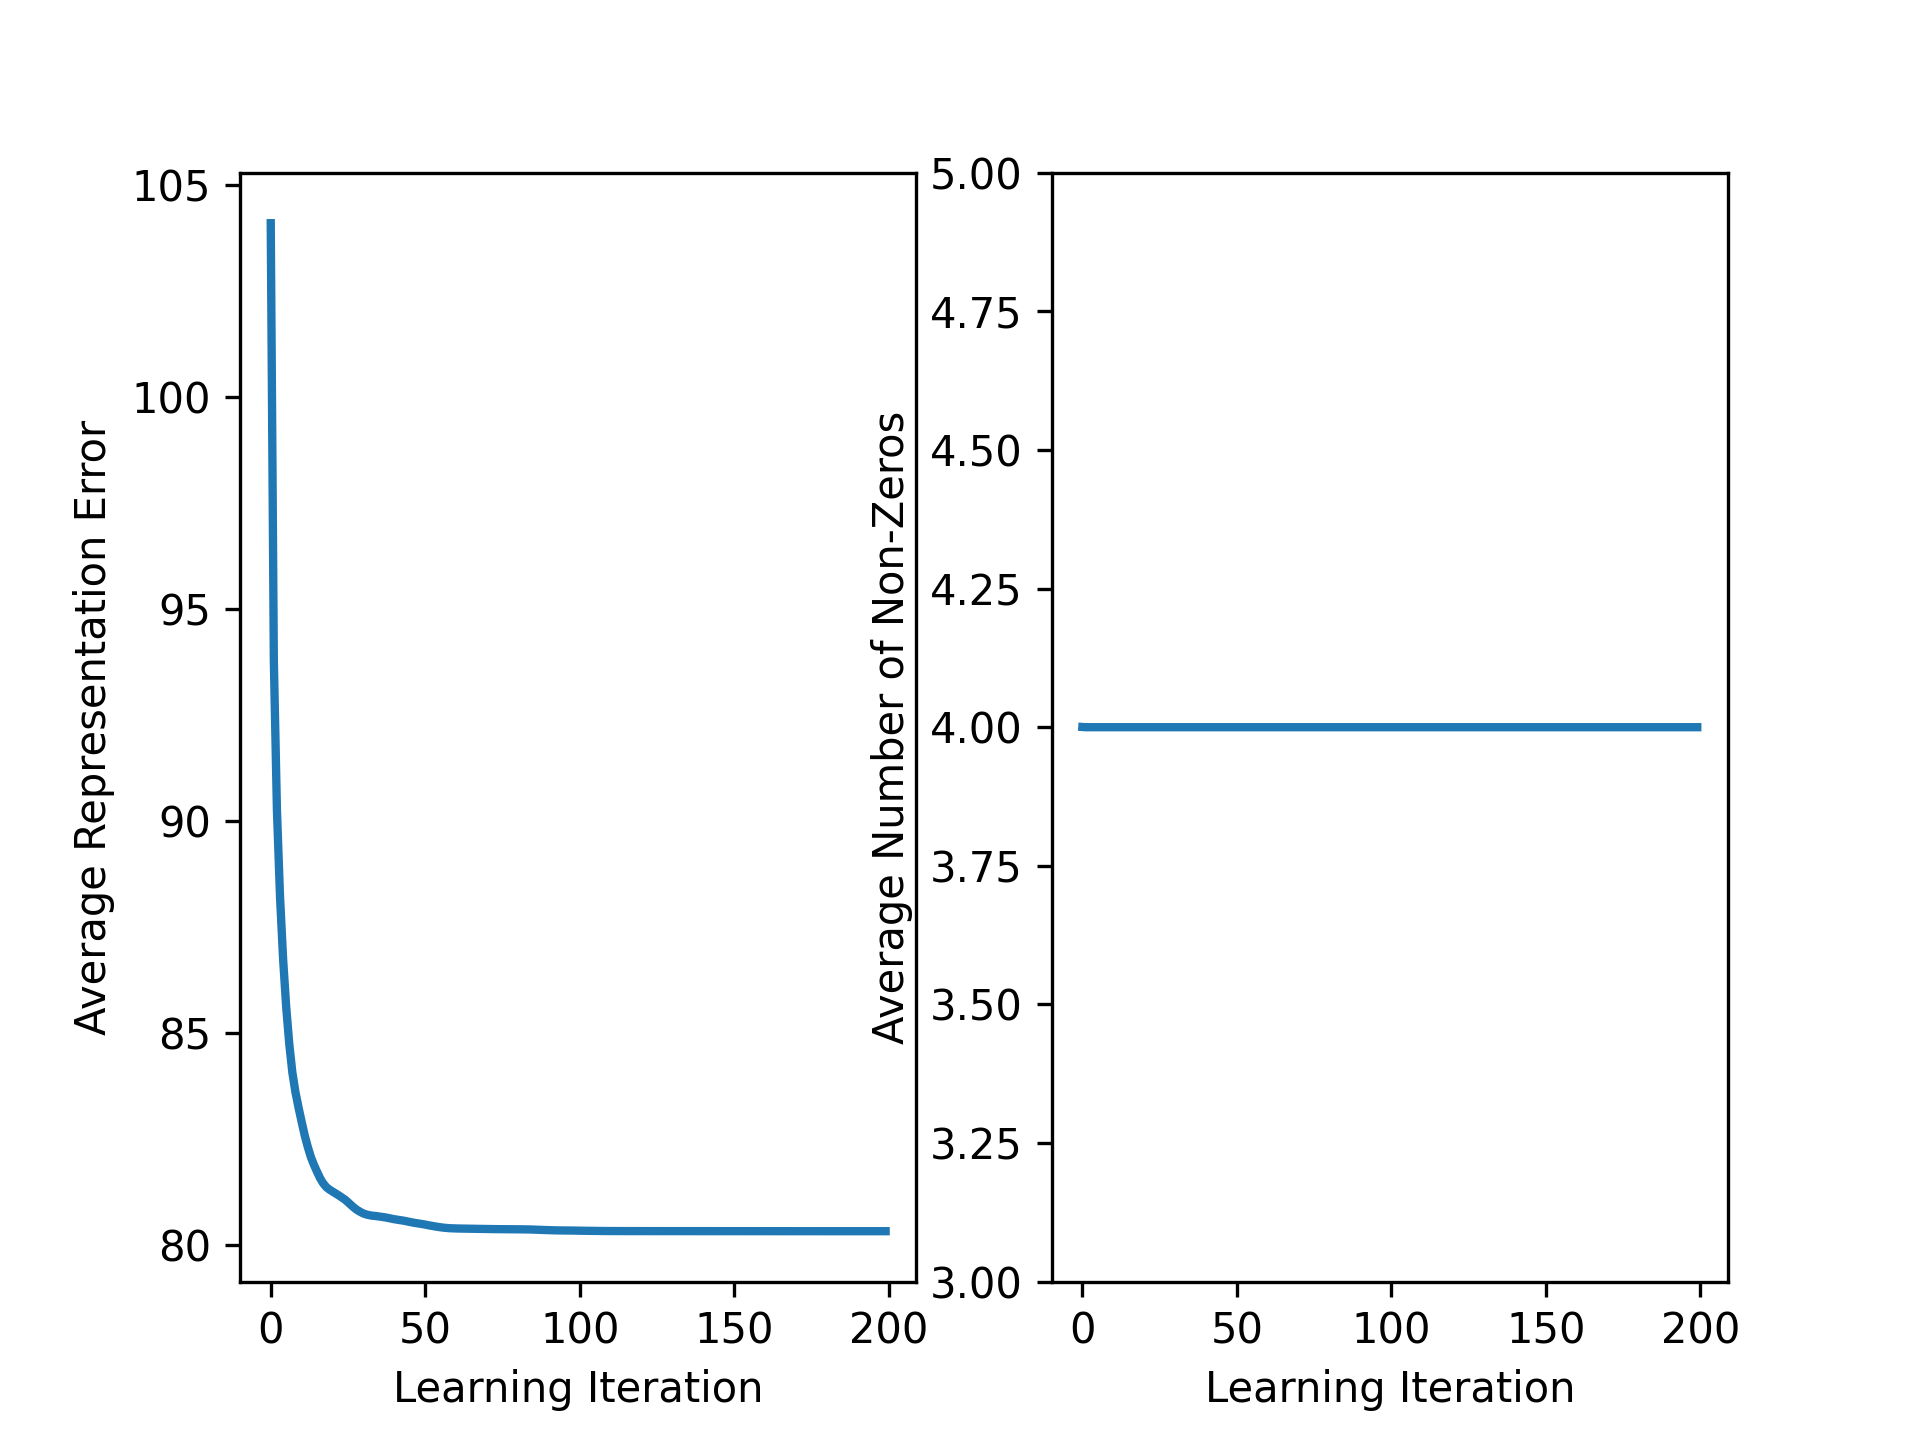 105
100
95
90
85
80
Average Representation Error
0 50 100 150 200
Learning Iteration
5.00
4.75
4.50
4.25
4.00
3.75
3.50
3.25
3.00
Average Number of Non-Zeros
0 50 100 150 200
Learning Iteration